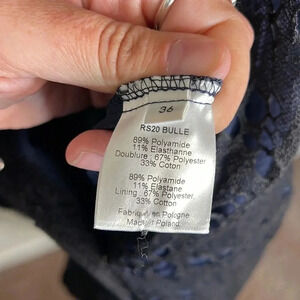 36
RS20 BULLE
89% Polyamide
11% Elasthanne
Doublure : 67% Polyester
33% Coton
89% Polyamide
11% Elastane
Lining : 67% Polyester
33% Cotton
Fabriqué en Pologne
Made in Poland